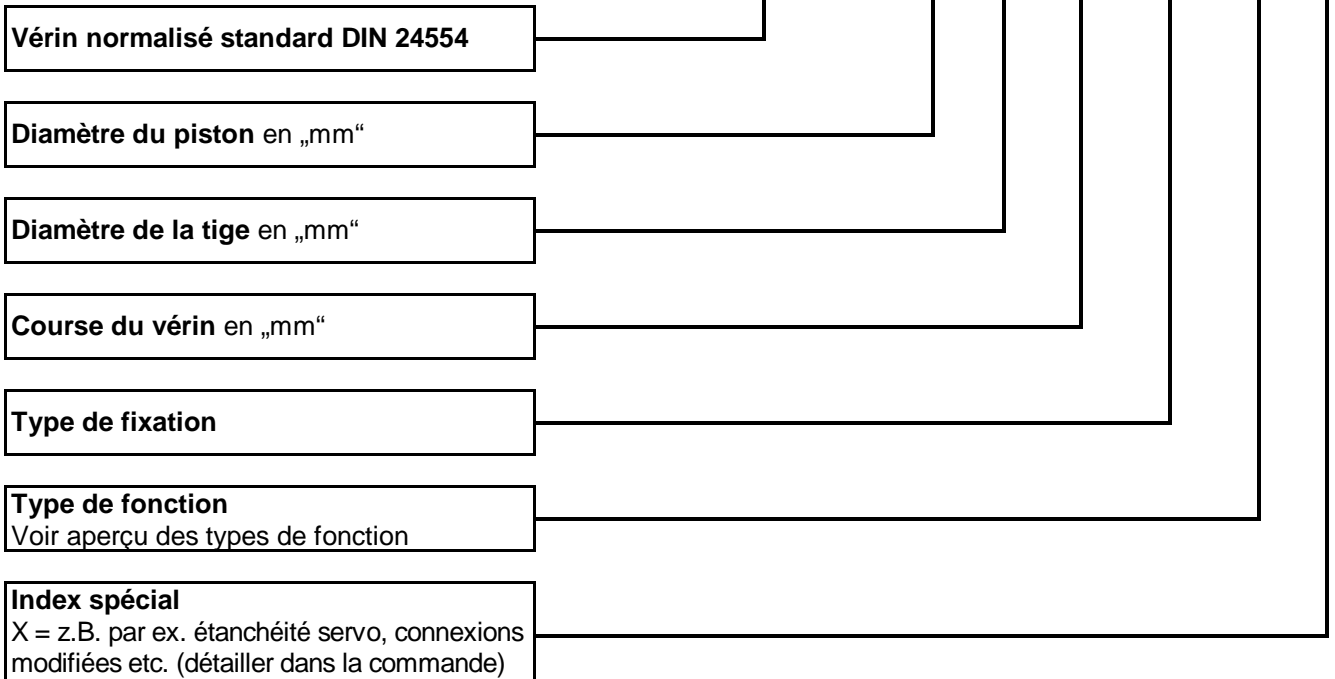 Vérin normalisé standard DIN 24554
Diamètre du piston en „mm“
Diamètre de la tige en „mm“
Course du vérin en „mm“
Type de fixation
Type de fonction
Voir aperçu des types de fonction
Index spécial
X = z.B. par ex. étanchéité servo, connexions
modifiées etc. (détailler dans la commande)